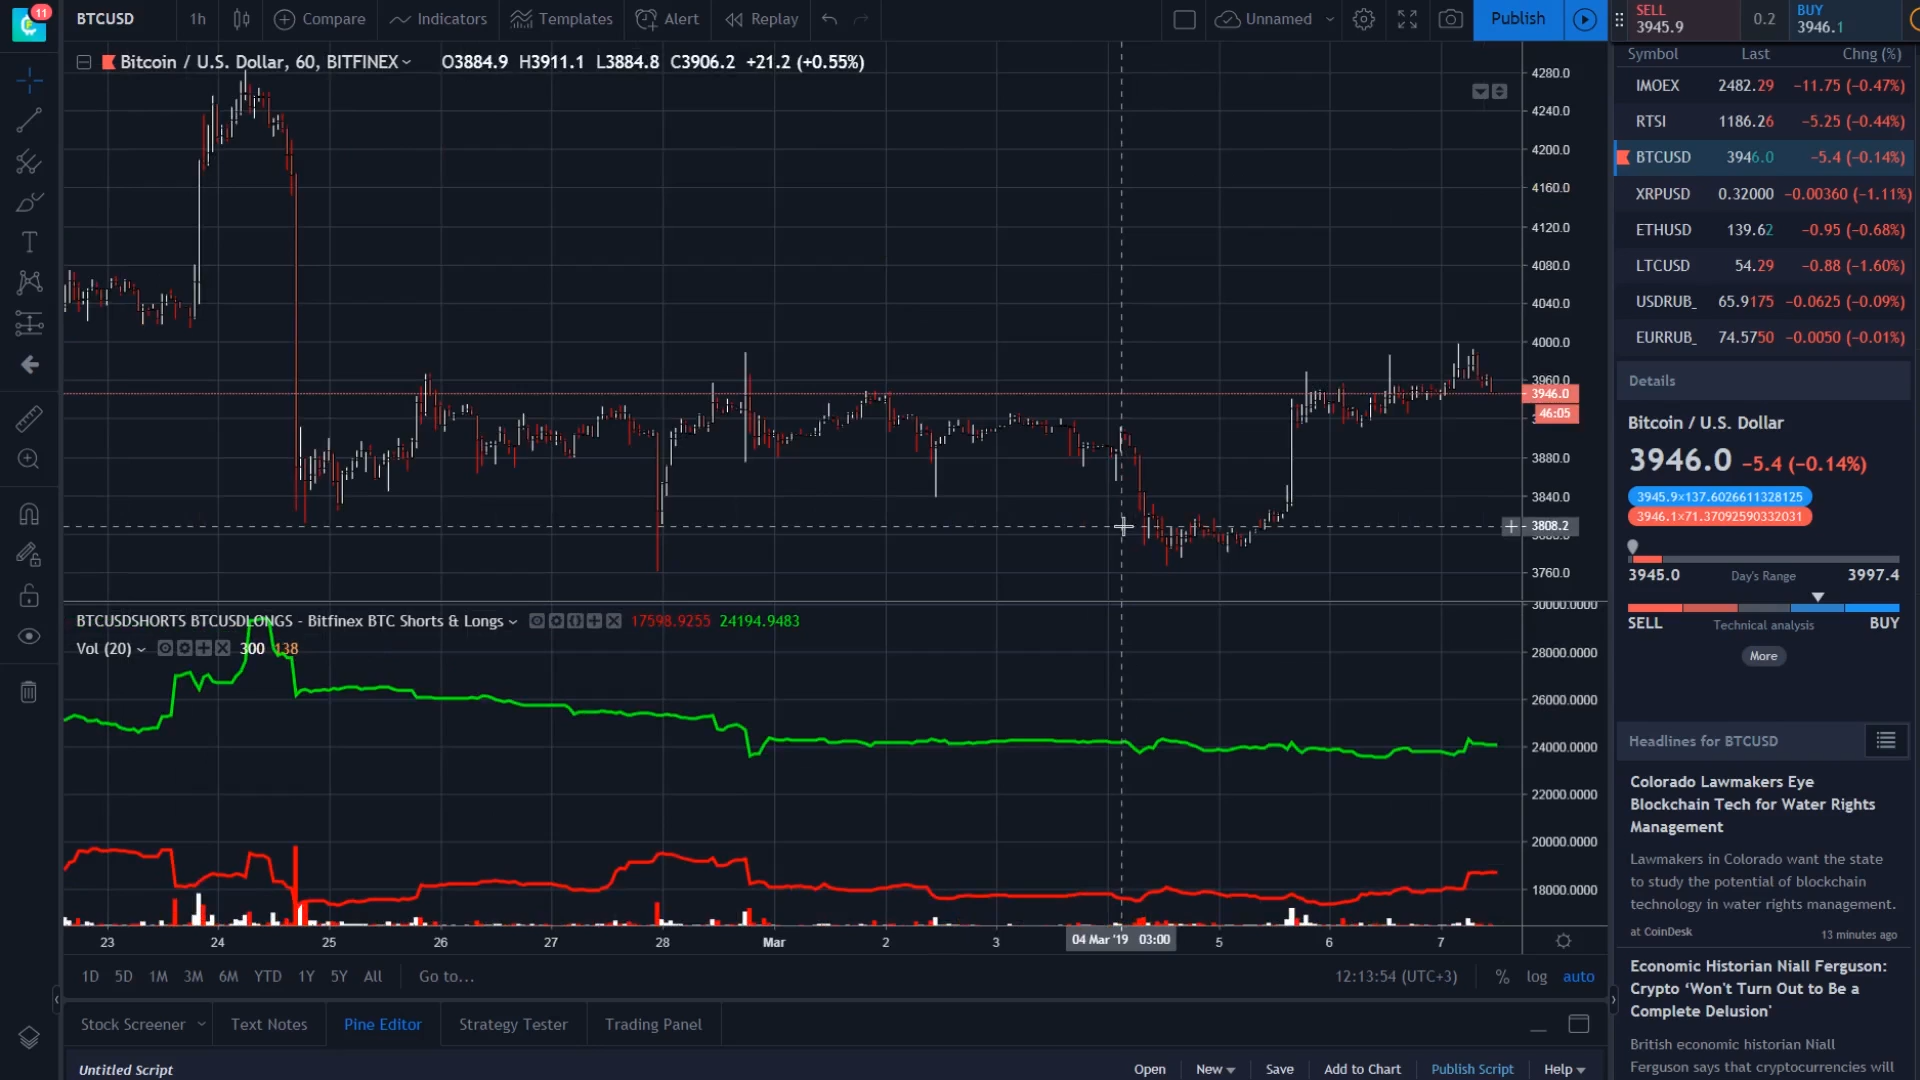 11
BTCUSD
1h
Compare
Indicators
Templates
Alert
Replay
Unnamed
Publish
SELL
3945.9
0.2
BUY
3946.1
Bitcoin / U.S. Dollar, 60, BITFINEX
O3884.9 H3911.1 L3884.8 C3906.2 +21.2 (+0.55%)
4280.0
4240.0
4200.0
4160.0
4120.0
4080.0
4040.0
4000.0
3960.0
3946.0
46:05
3880.0
3840.0
3808.2
3760.0
BTCUSDSHORTS BTCUSDLONGS - Bitfinex BTC Shorts & Longs
17598.9255 24194.9483
Vol (20)
300 138
30000.0000
28000.0000
26000.0000
24000.0000
22000.0000
20000.0000
18000.0000
23 24 25 26 27 28 Mar 2 3 04 Mar '19 03:00 5 6 7
1D 5D 1M 3M 6M YTD 1Y 5Y All Go to...
12:13:54 (UTC+3) % log auto
Stock Screener
Text Notes
Pine Editor
Strategy Tester
Trading Panel
Untitled Script
Open New Save Add to Chart Publish Script Help
Symbol Last Chng (%)
IMOEX 2482.29 −11.75 (−0.47%)
RTSI 1186.26 −5.25 (−0.44%)
BTCUSD 3946.0 −5.4 (−0.14%)
XRPUSD 0.32000 −0.00360 (−1.11%)
ETHUSD 139.62 −0.95 (−0.68%)
LTCUSD 54.29 −0.88 (−1.60%)
USDRUB_ 65.9175 −0.0625 (−0.09%)
EURRUB_ 74.5750 −0.0050 (−0.01%)
Details
Bitcoin / U.S. Dollar
3946.0 −5.4 (−0.14%)
3945.9×137.6026611328125
3946.1×71.37092590332031
3945.0 Day's Range 3997.4
SELL Technical analysis BUY
More
Headlines for BTCUSD
Colorado Lawmakers Eye
Blockchain Tech for Water Rights
Management
Lawmakers in Colorado want the state
to study the potential of blockchain
technology in water rights management.
at CoinDesk 13 minutes ago
Economic Historian Niall Ferguson:
Crypto ‘Won't Turn Out to Be a
Complete Delusion'
British economic historian Niall
Ferguson says that cryptocurrencies will